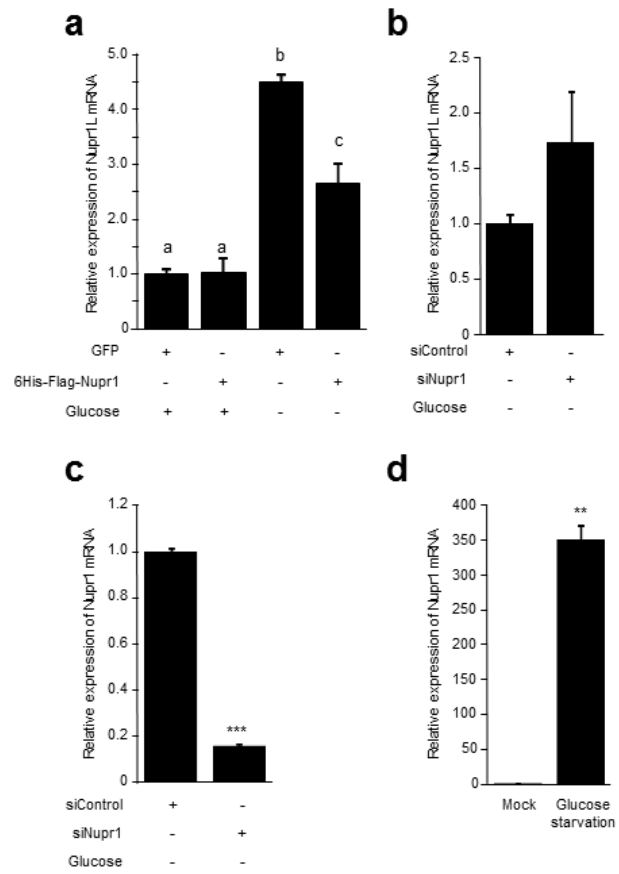 a
Relative expression of Nupr1L mRNA
5.0
4.0
3.0
2.0
1.0
0
a
a
b
c
GFP + - + -
6His-Flag-Nupr1 - + - +
Glucose + + - -
b
Relative expression of Nupr1L mRNA
2.5
2.0
1.5
1.0
0.5
0
siControl + -
siNupr1 - +
Glucose - -
c
Relative expression of Nupr1 mRNA
1.2
1.0
0.8
0.6
0.4
0.2
0
***
siControl + -
siNupr1 - +
Glucose - -
d
Relative expression of Nupr1 mRNA
400
350
300
250
200
150
100
50
0
**
Mock
Glucose
starvation